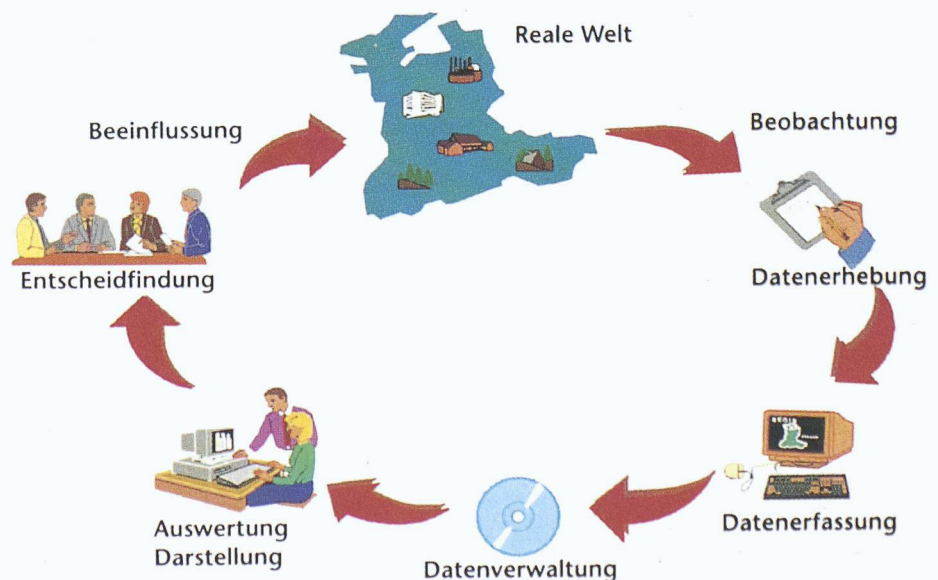 Reale Welt
Beobachtung
Datenerhebung
Datenerfassung
Datenverwaltung
Auswertung
Darstellung
Entscheidfindung
Beeinflussung